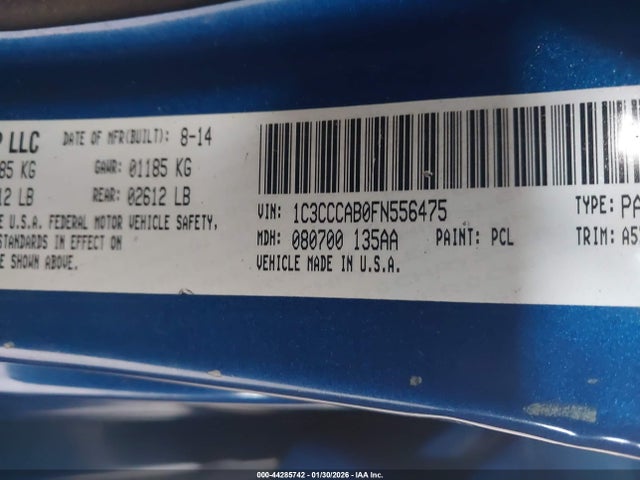 P LLC DATE OF MFR(BUILT): 8-14
185 KG GAWR: 01185 KG
12 LB REAR: 02612 LB
E U.S.A. FEDERAL MOTOR VEHICLE SAFETY,
STANDARDS IN EFFECT ON
E SHOWN ABOVE.
VIN: 1C3CCCAB0FN556475 TYPE: PA
MDH: 080700 135AA PAINT: PCL TRIM: A5
VEHICLE MADE IN U.S.A.
000-44285742 - 01/30/2026 - IAA Inc.